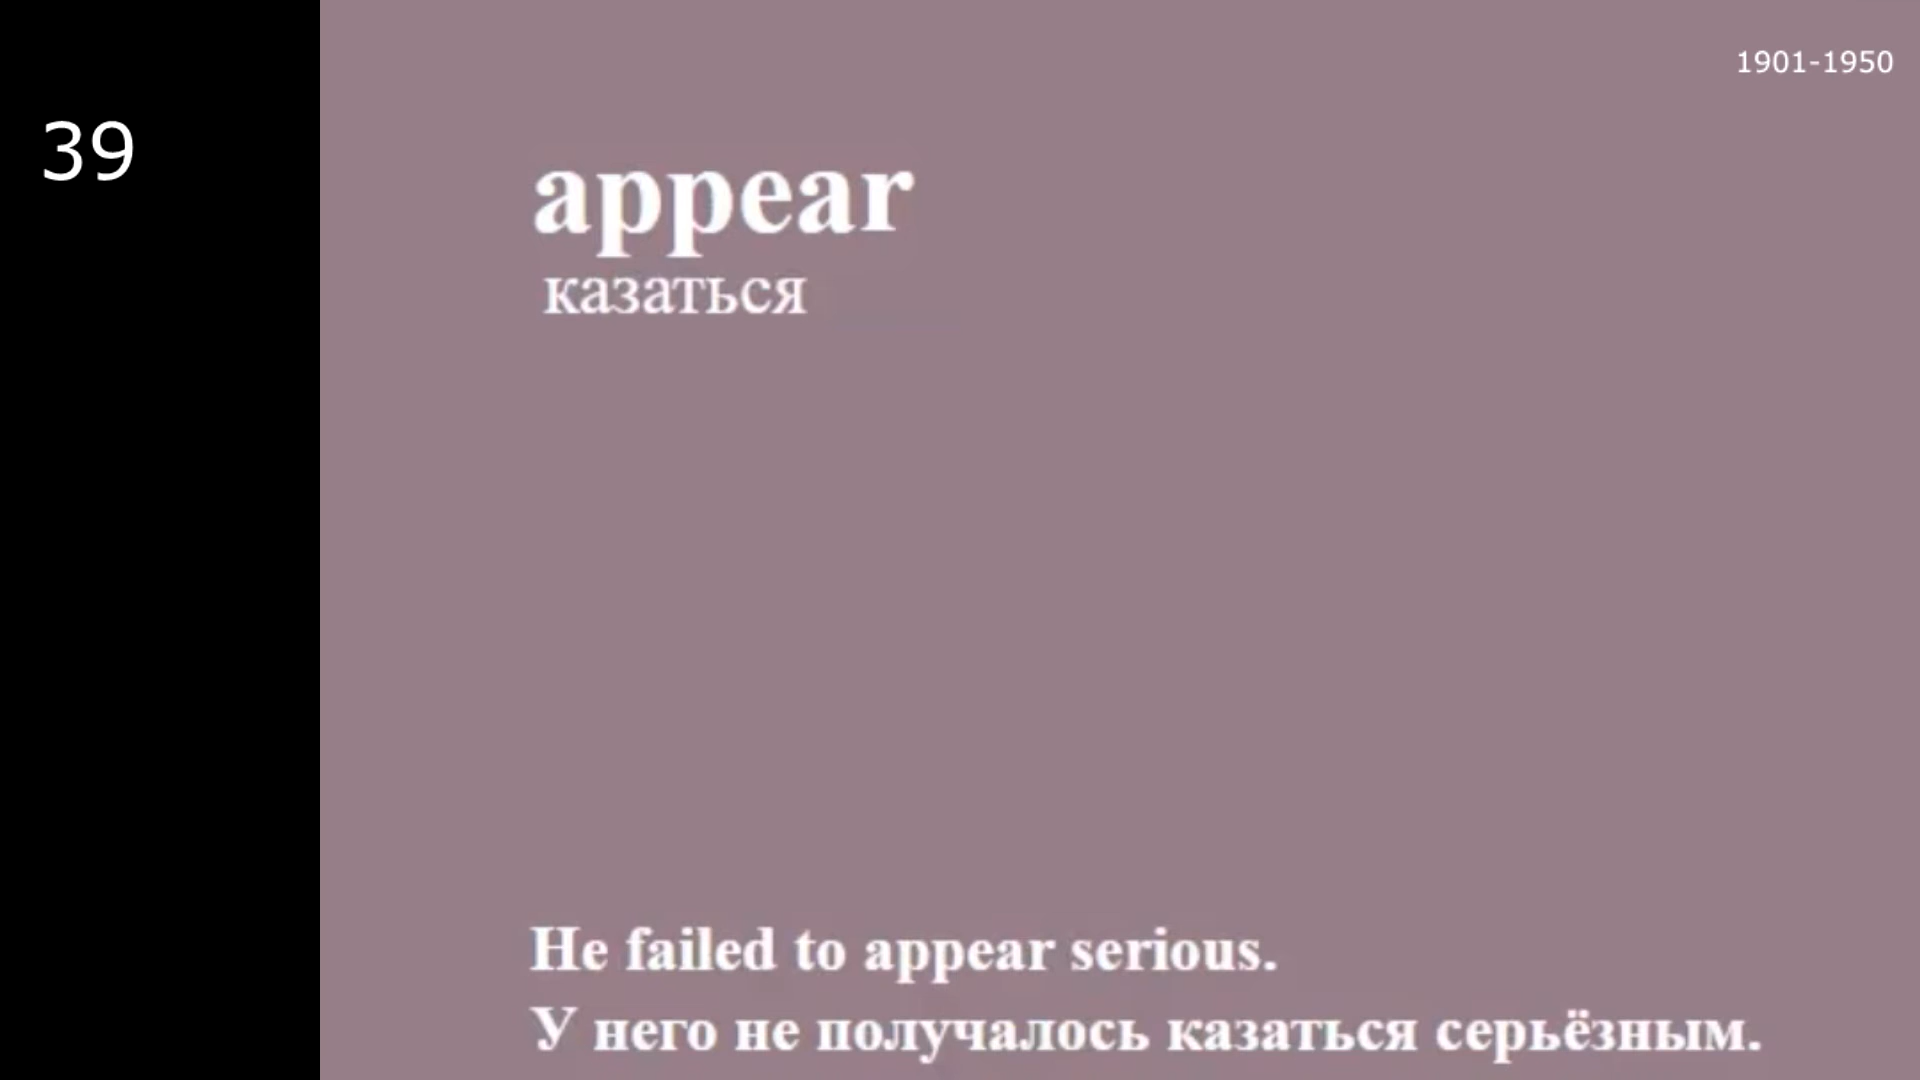 1901-1950
39
appear
казаться
He failed to appear serious.
У него не получалось казаться серьёзным.